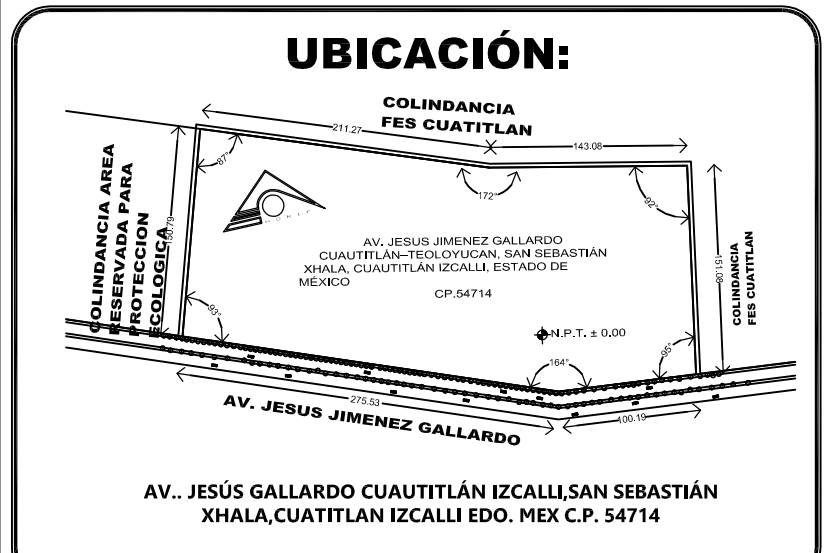 UBICACIÓN:
COLINDANCIA
FES CUATITLAN
211.27
143.08
87°
172°
92°
COLINDANCIA AREA
RESERVADA PARA
PROTECCION
ECOLOGICA
150.79
AV. JESUS JIMENEZ GALLARDO
CUAUTITLÁN–TEOLOYUCAN, SAN SEBASTIÁN
XHALA, CUAUTITLÁN IZCALLI, ESTADO DE
MÉXICO
CP.54714
151.08
COLINDANCIA
FES CUATITLAN
93°
N.P.T. ± 0.00
164°
95°
275.53
100.19
AV. JESUS JIMENEZ GALLARDO
AV.. JESÚS GALLARDO CUAUTITLÁN IZCALLI,SAN SEBASTIÁN
XHALA,CUATITLAN IZCALLI EDO. MEX C.P. 54714